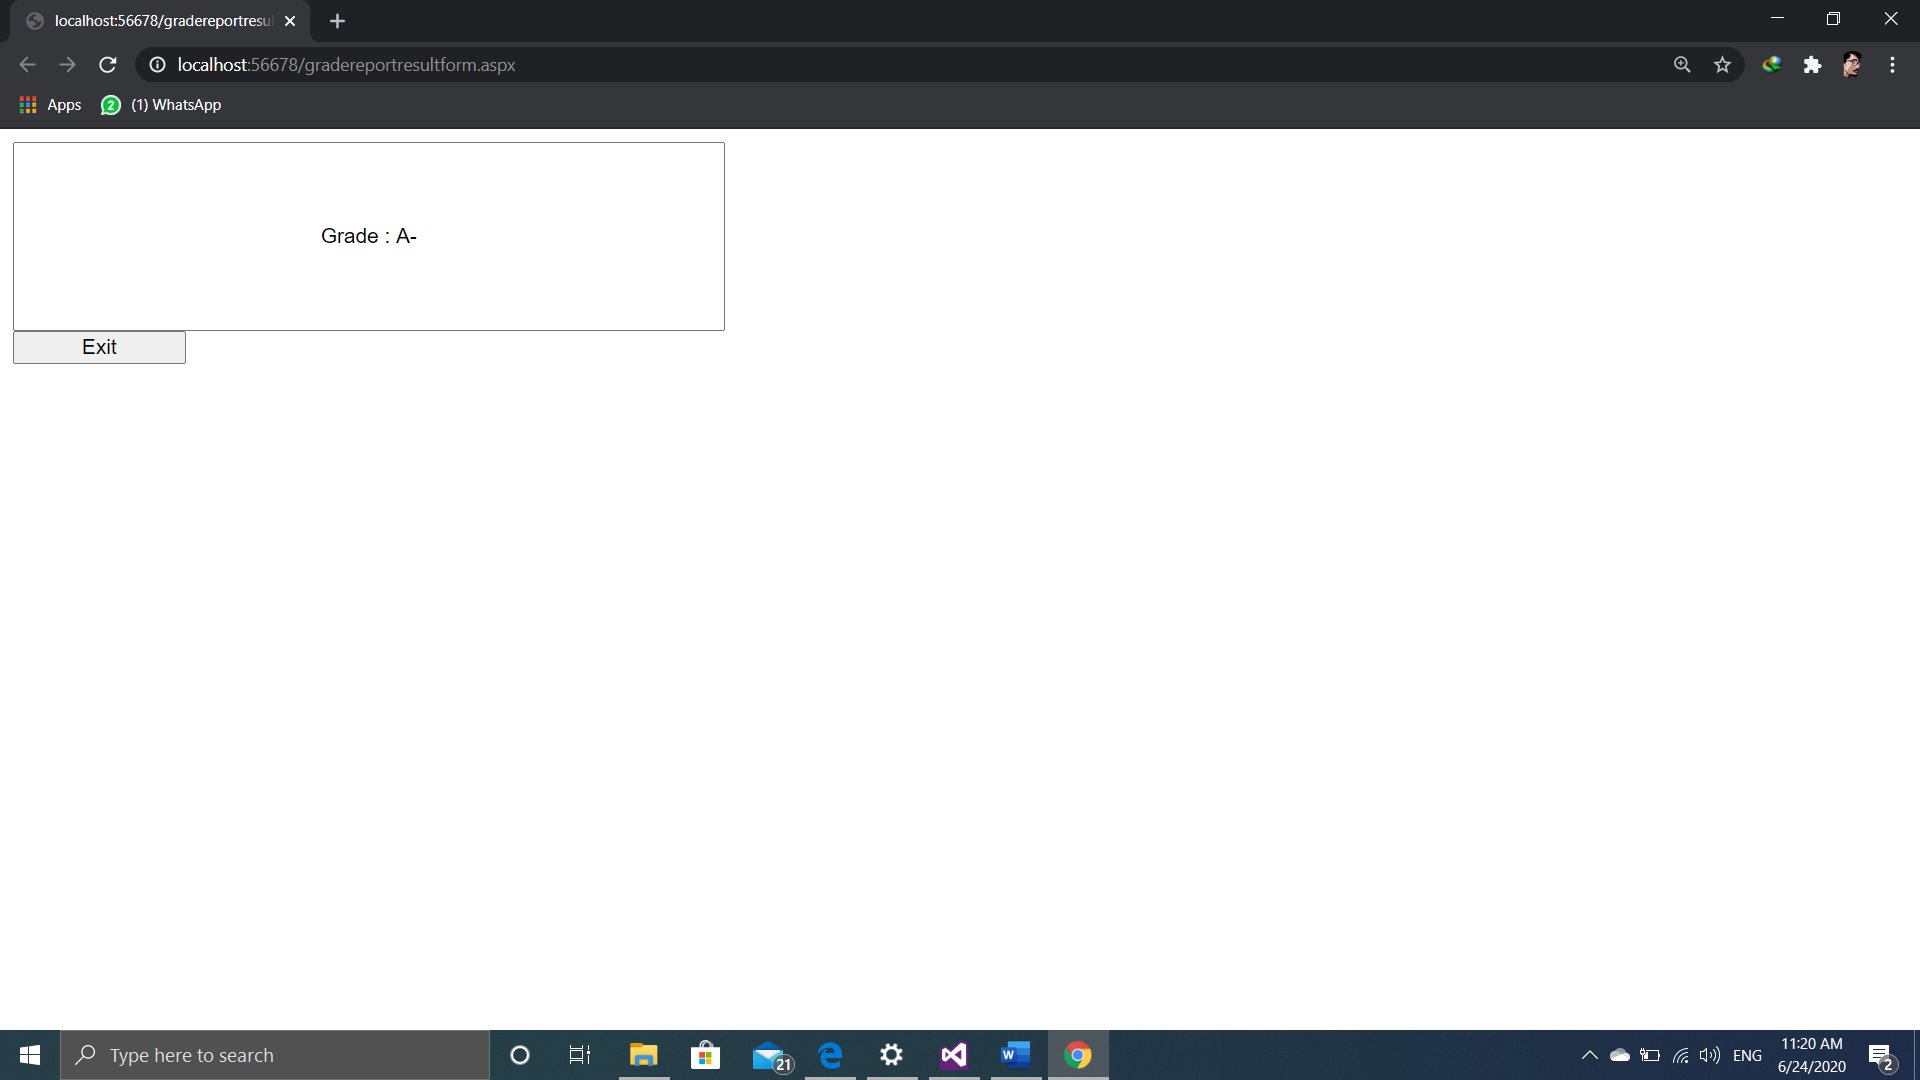 localhost:56678/gradereportresul
localhost:56678/gradereportresultform.aspx
Apps
2
(1) WhatsApp
Grade : A-
Exit
Type here to search
21
W
ENG
11:20 AM
6/24/2020
2